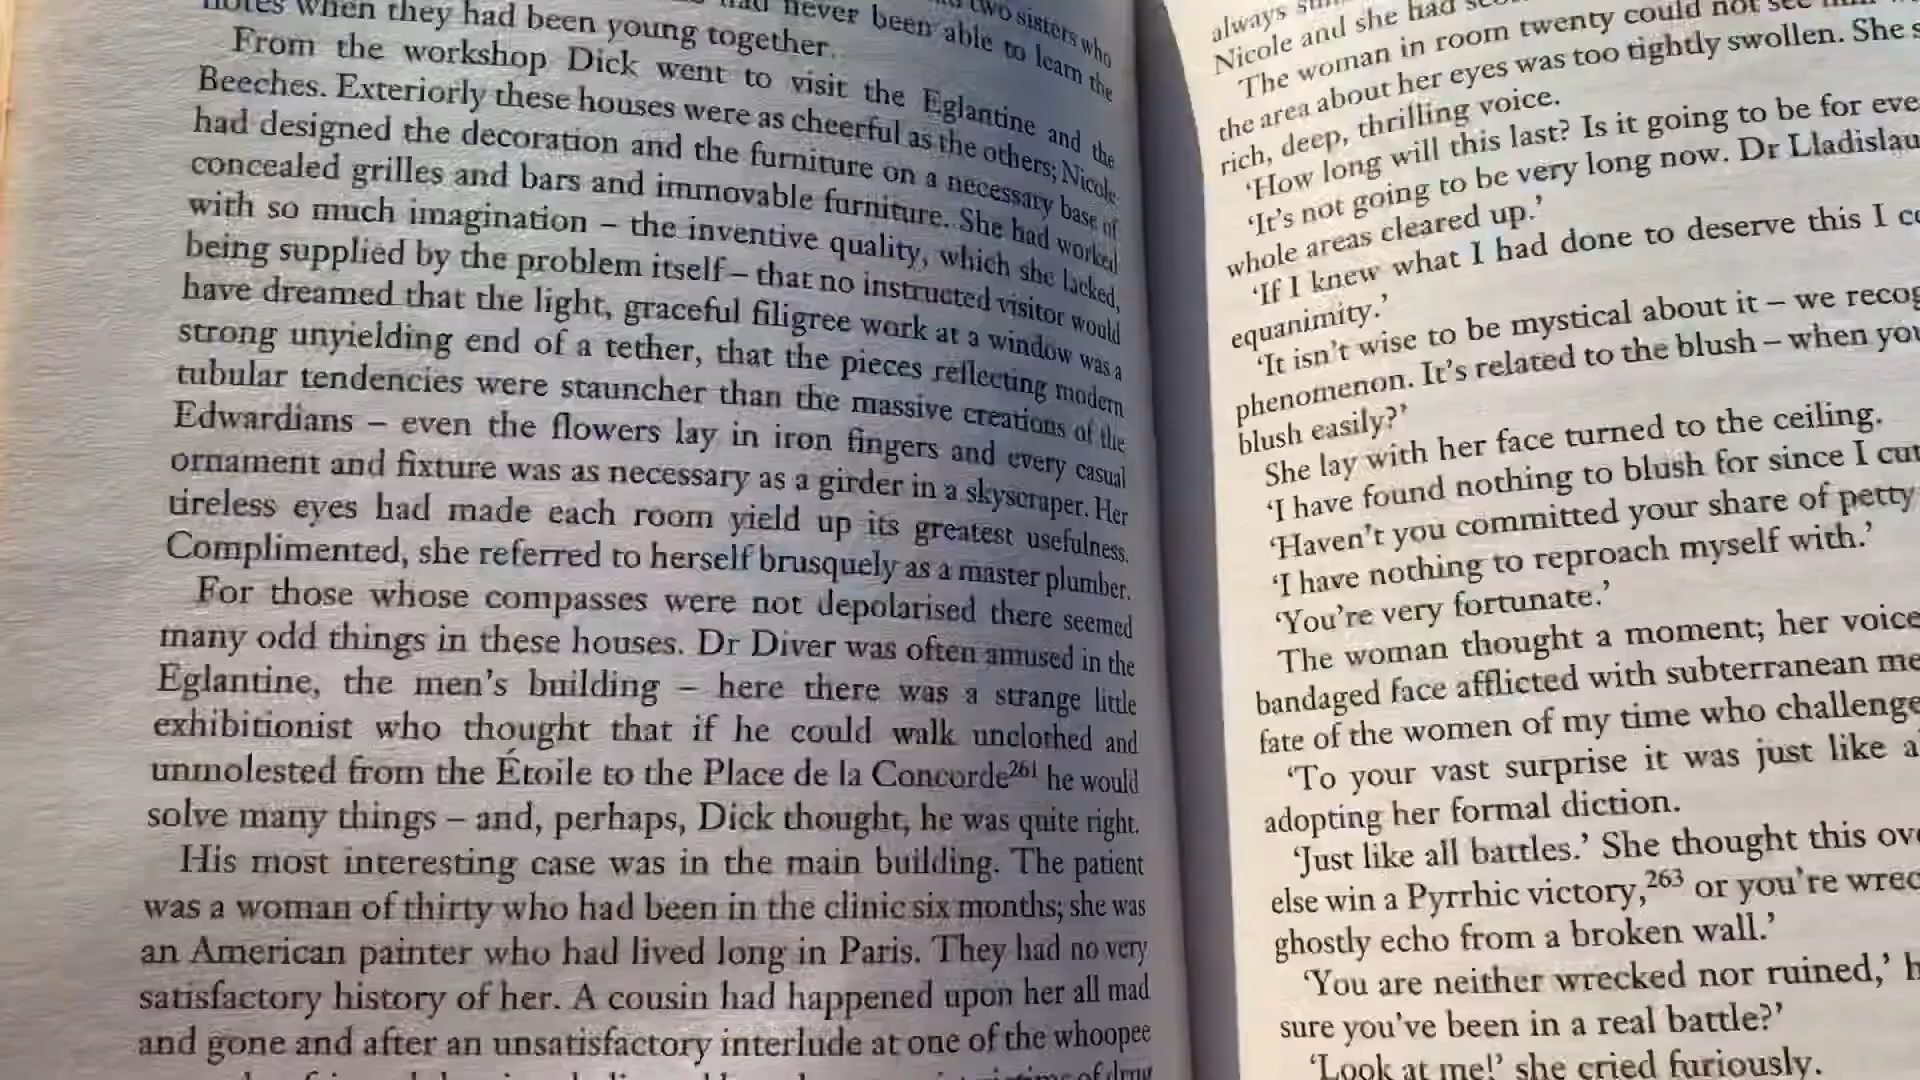 two sisters who
had never been able to learn the
notes when they had been young together.
From the workshop Dick went to visit the Eglantine and the
Beeches. Exteriorly these houses were as cheerful as the others; Nicole
had designed the decoration and the furniture on a necessary base of
concealed grilles and bars and immovable furniture. She had worked
with so much imagination – the inventive quality, which she lacked,
being supplied by the problem itself – that no instructed visitor would
have dreamed that the light, graceful filigree work at a window was a
strong unyielding end of a tether, that the pieces reflecting modern
tubular tendencies were stauncher than the massive creations of the
Edwardians – even the flowers lay in iron fingers and every casual
ornament and fixture was as necessary as a girder in a skyscraper. Her
tireless eyes had made each room yield up its greatest usefulness.
Complimented, she referred to herself brusquely as a master plumber.
For those whose compasses were not depolarised there seemed
many odd things in these houses. Dr Diver was often amused in the
Eglantine, the men's building – here there was a strange little
exhibitionist who thought that if he could walk unclothed and
unmolested from the Étoile to the Place de la Concorde261 he would
solve many things – and, perhaps, Dick thought, he was quite right.
His most interesting case was in the main building. The patient
was a woman of thirty who had been in the clinic six months; she was
an American painter who had lived long in Paris. They had no very
satisfactory history of her. A cousin had happened upon her all mad
and gone and after an unsatisfactory interlude at one of the whoopee
of drug
always
Nicole and she had
The woman in room twenty could not see
the area about her eyes was too tightly swollen. She
rich, deep, thrilling voice.
'How long will this last? Is it going to be for
'It's not going to be very long now. Dr Lladislau
whole areas cleared up.'
'If I knew what I had done to deserve this I
equanimity.'
'It isn't wise to be mystical about it – we
phenomenon. It's related to the blush – when
blush easily?'
She lay with her face turned to the ceiling.
'I have found nothing to blush for since I cut
'Haven't you committed your share of petty
'I have nothing to reproach myself with.'
'You're very fortunate.'
The woman thought a moment; her voice
bandaged face afflicted with subterranean
fate of the women of my time who
'To your vast surprise it was just like
adopting her formal diction.
'Just like all battles.' She thought this
else win a Pyrrhic victory,263 or you're
ghostly echo from a broken wall.'
'You are neither wrecked nor ruined,'
sure you've been in a real battle?'
'Look at me!' she cried furiously.